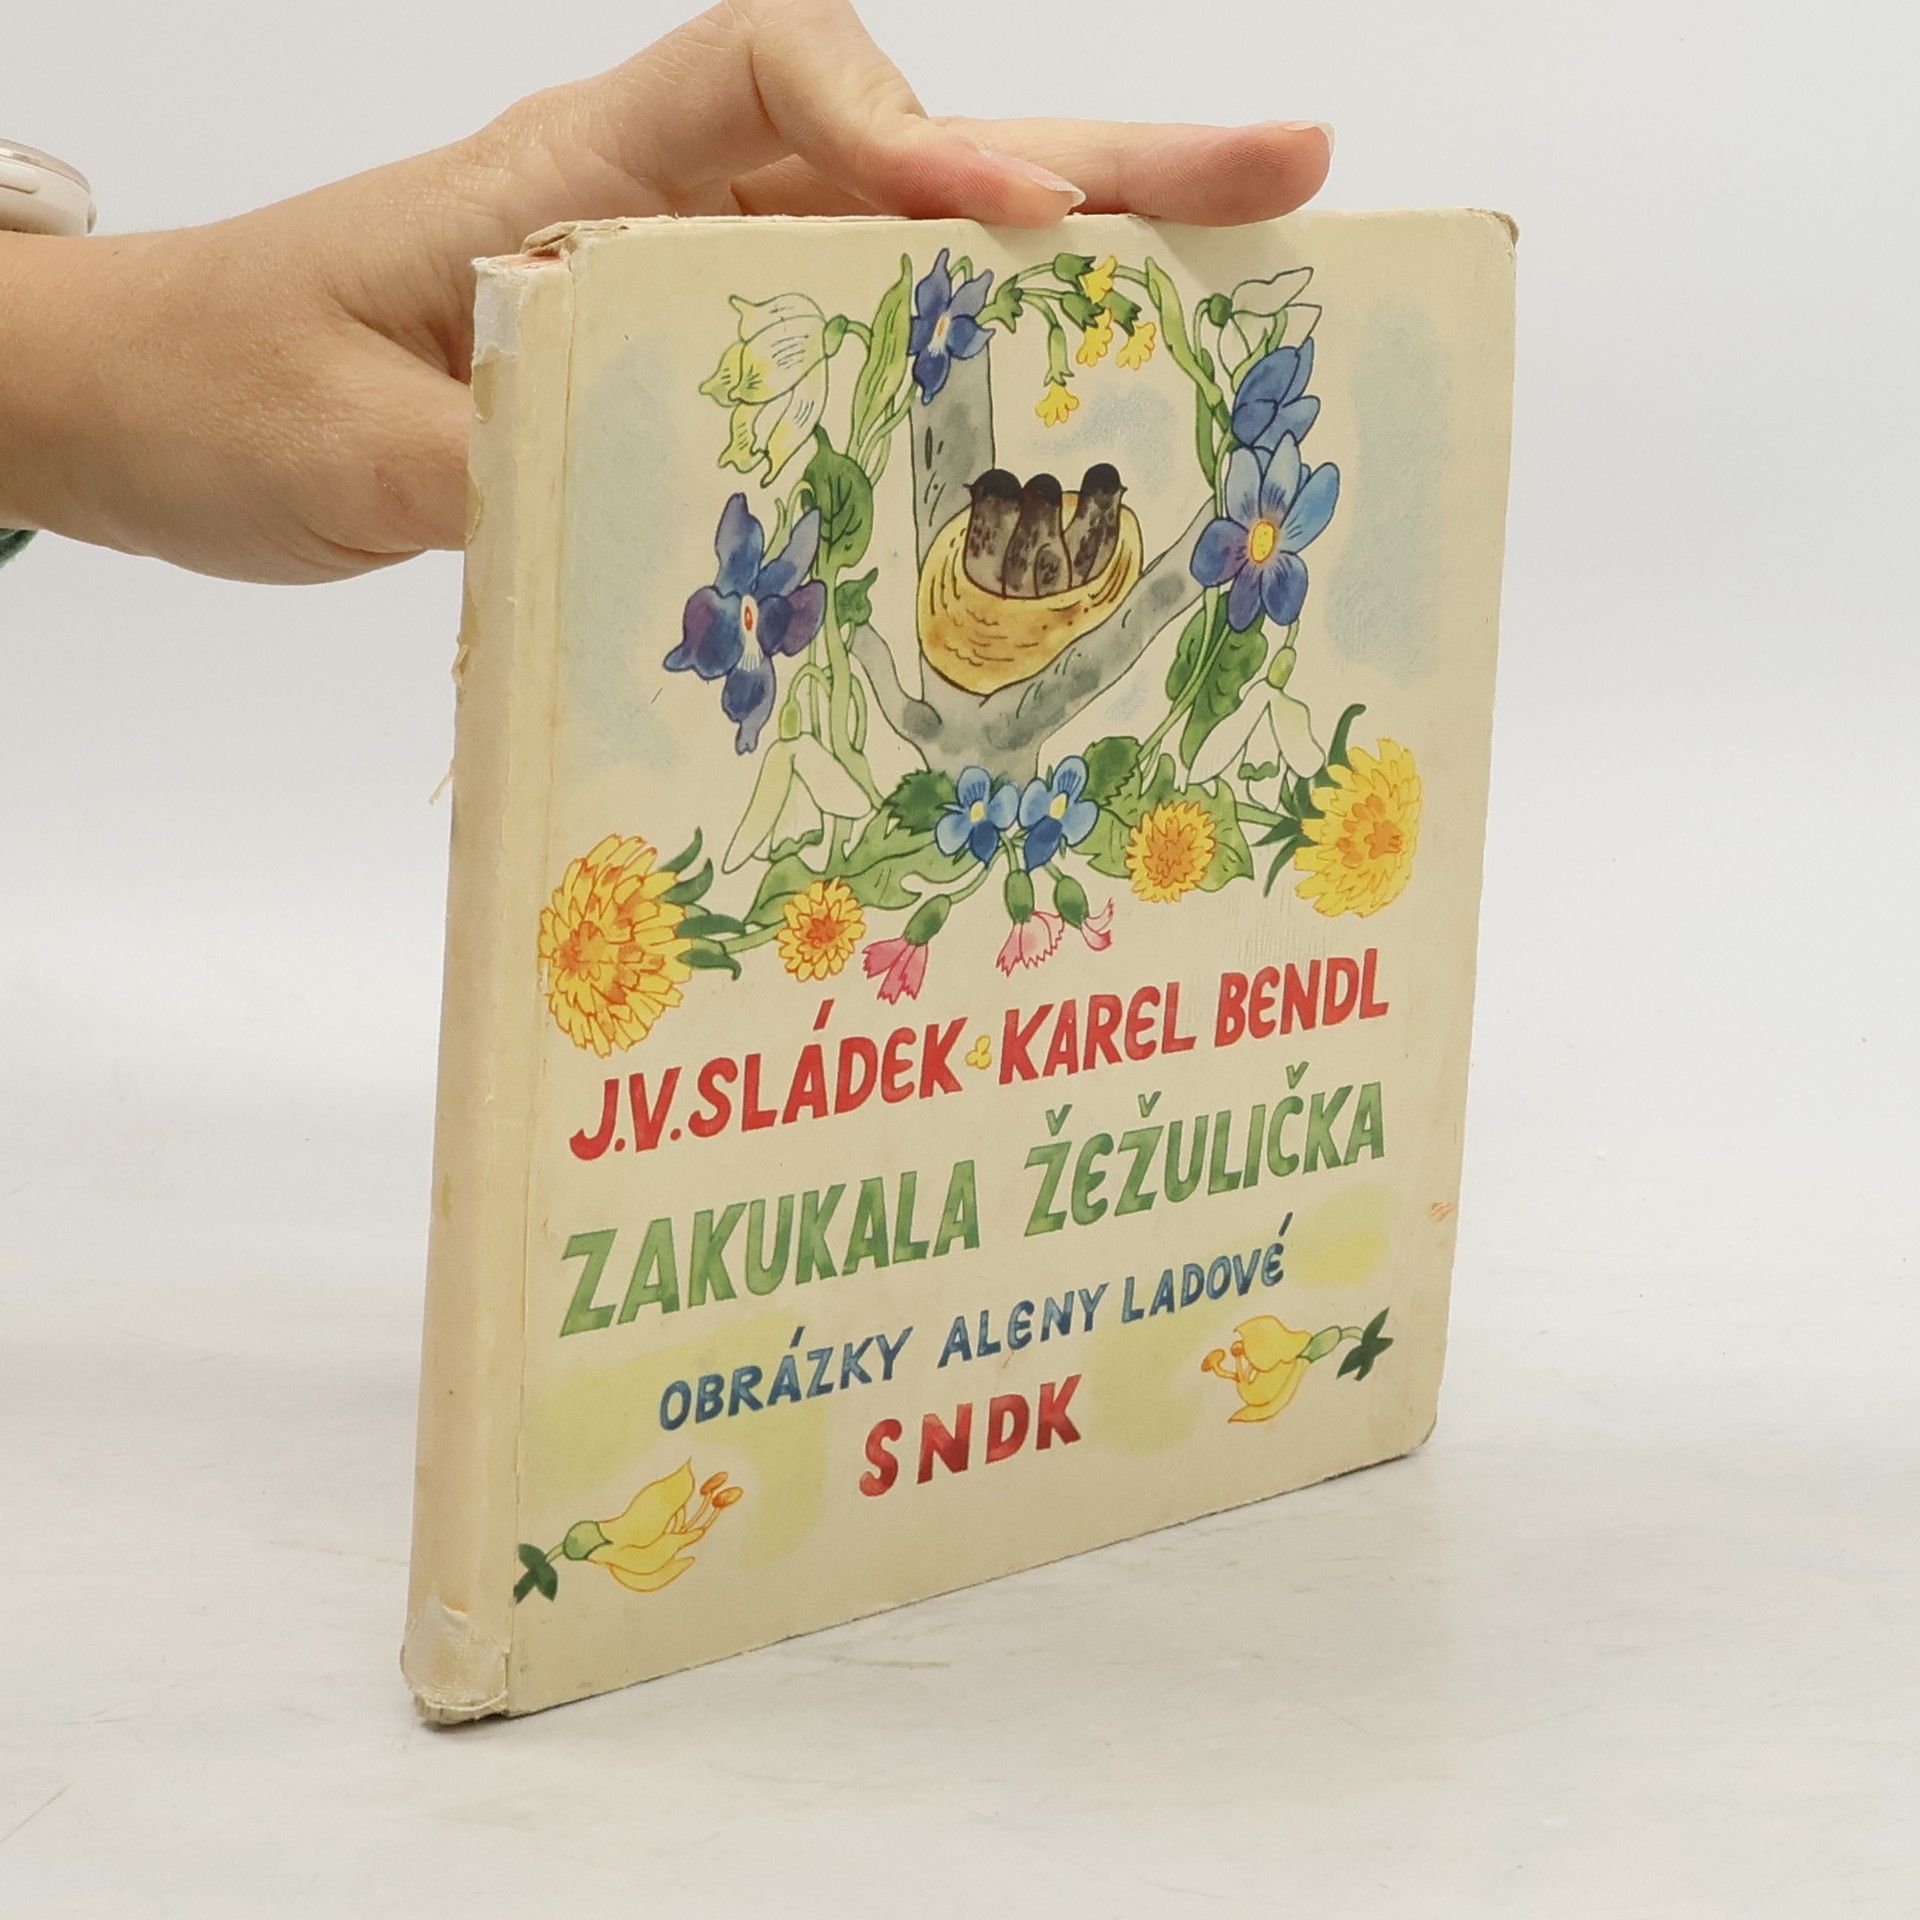 J.V.SLÁDEK KAREL BENDL
ZAKUKALA ŽEŽULIČKA
OBRÁZKY ALENY LADOVÉ
SNDK